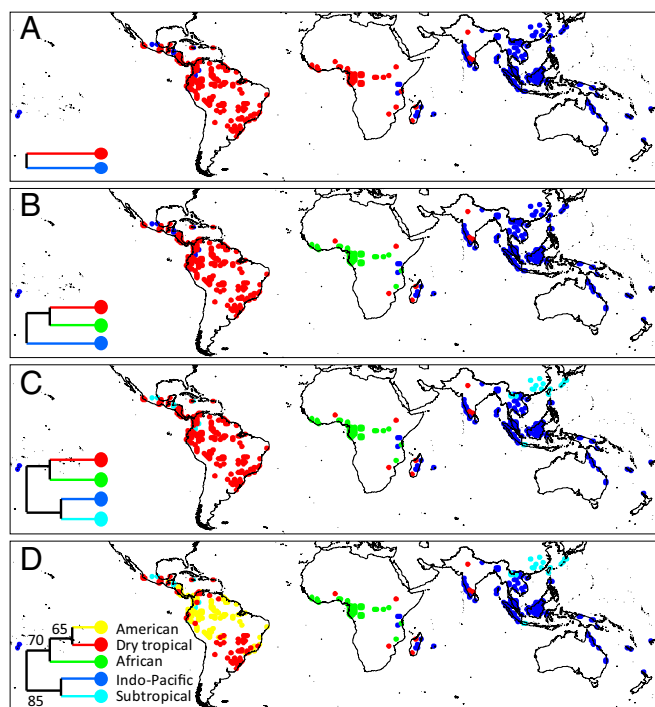 A
B
C
D
65
American
70
Dry tropical
African
Indo-Pacific
85
Subtropical